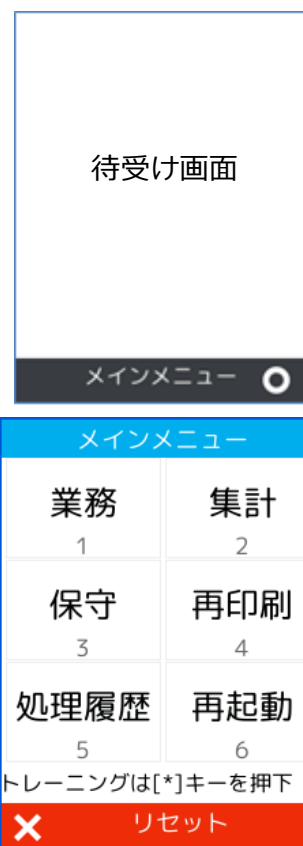 待受け画面
メインメニュー
メインメニュー
業務 集計
1 2
保守 再印刷
3 4
処理履歴 再起動
5 6
トレーニングは[*]キーを押下
リセット